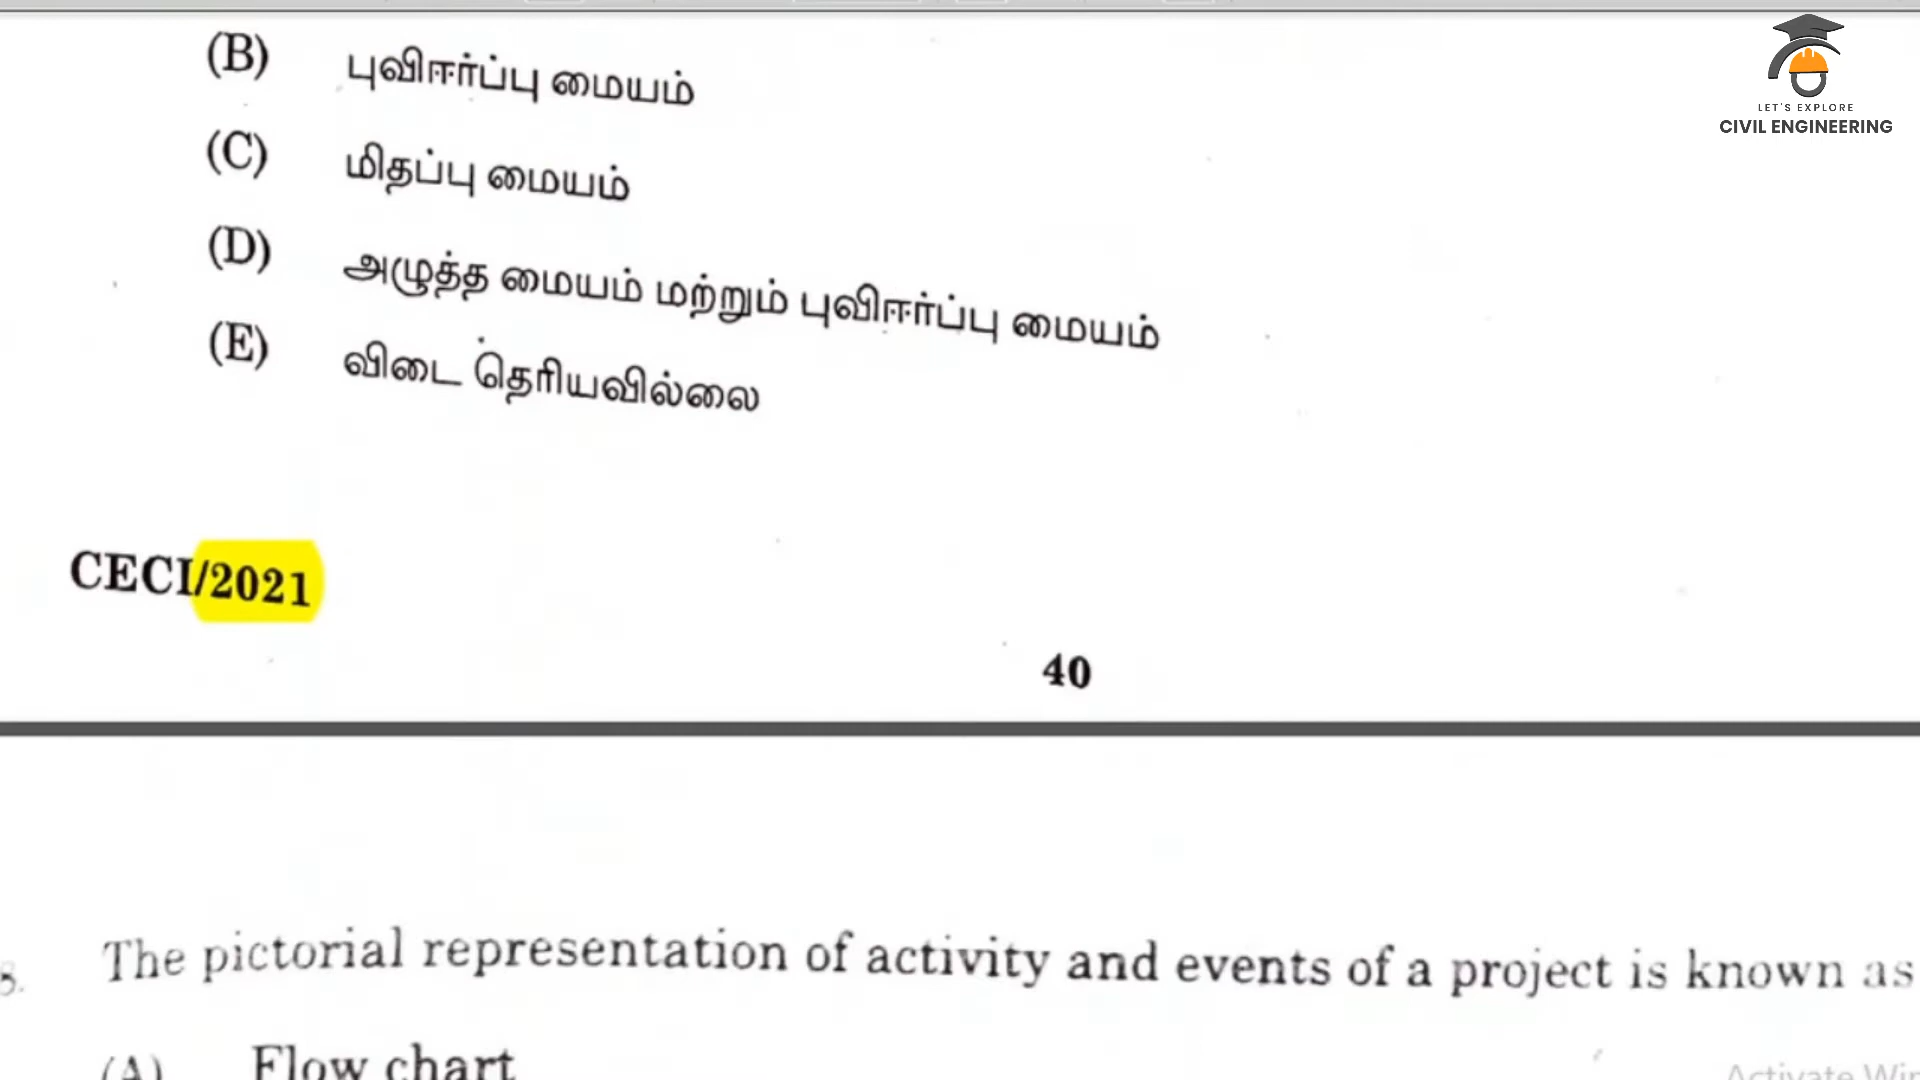 LET'S EXPLORE
CIVIL ENGINEERING
(B) புவிஈர்ப்பு மையம்
(C) மிதப்பு மையம்
(D) அழுத்த மையம் மற்றும் புவிஈர்ப்பு மையம்
(E) விடை தெரியவில்லை
CECI/2021
40
The pictorial representation of activity and events of a project is known as
(A) Flow chart